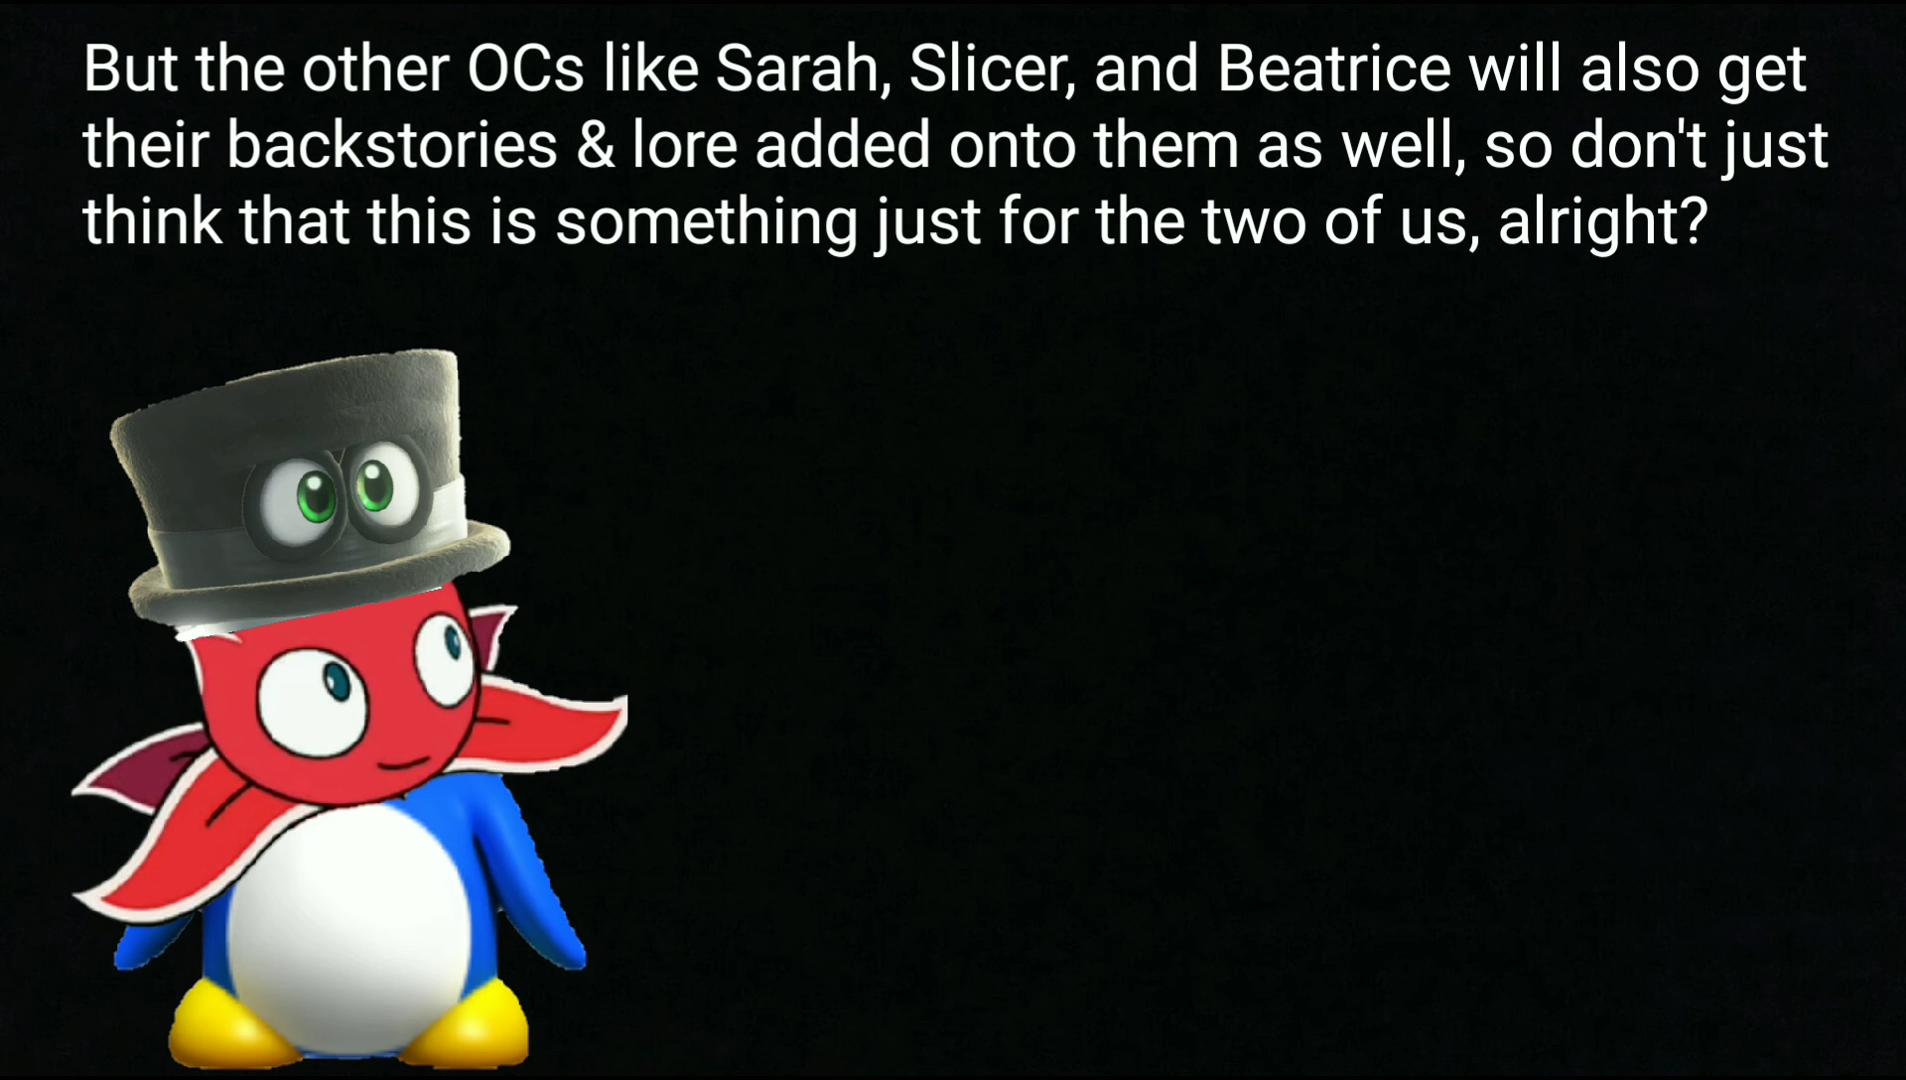 But the other OCs like Sarah, Slicer, and Beatrice will also get
their backstories & lore added onto them as well, so don't just
think that this is something just for the two of us, alright?